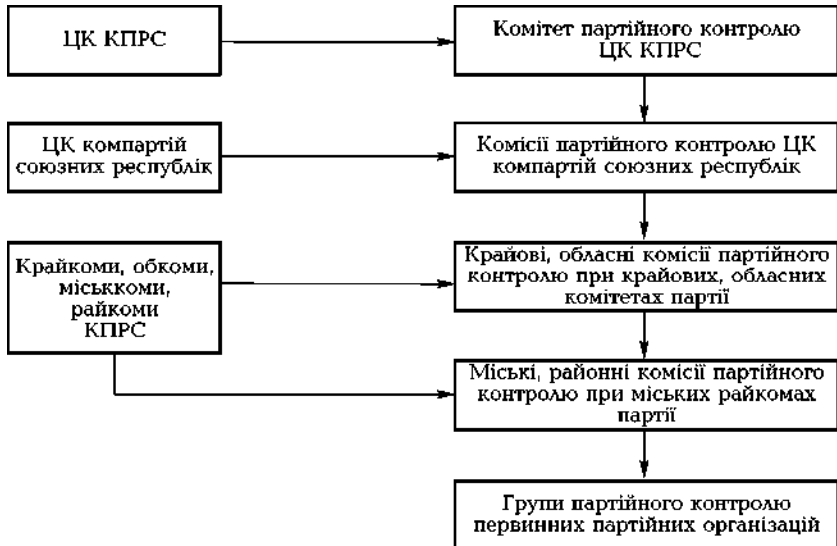 ЦК КПРС
Комітет партійного контролю
ЦК КПРС
ЦК компартій
союзних республік
Комісії партійного контролю ЦК
компартій союзних республік
Крайкоми, обкоми,
міськкоми,
райкоми
КПРС
Крайові, обласні комісії партійного
контролю при крайових, обласних
комітетах партії
Міські, районні комісії партійного
контролю при міських райкомах
партії
Групи партійного контролю
первинних партійних організацій